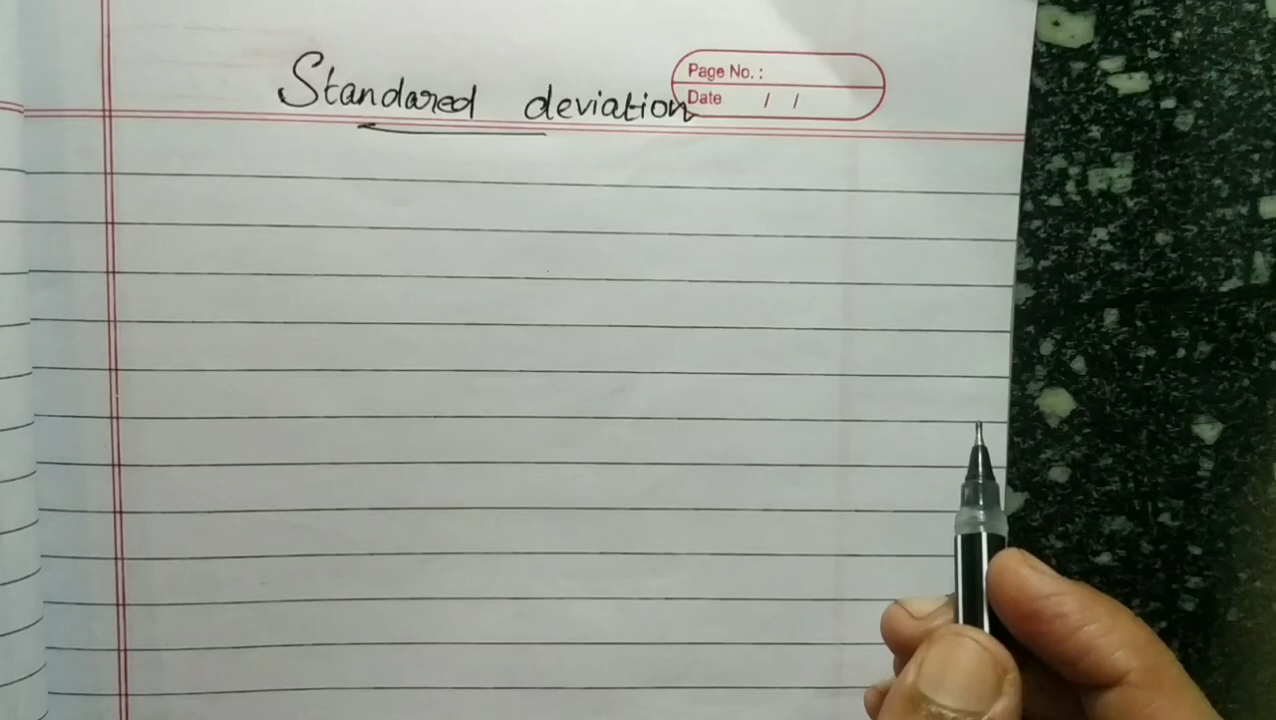 Standared deviation
Page No. :
Date / /